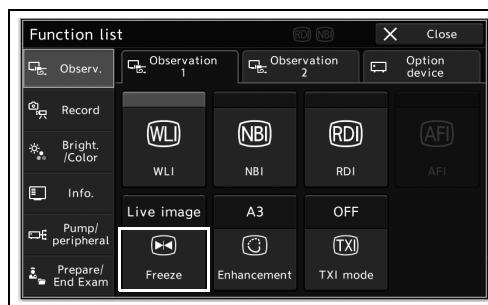 Function list RDI NBI X Close
Observ.
Observation 1
Observation 2
Option device
Record
Bright. /Color
Info.
Pump/ peripheral
Prepare/ End Exam
WLI NBI RDI AFI
WLI NBI RDI AFI
Live image A3 OFF
TXI
Freeze Enhancement TXI mode